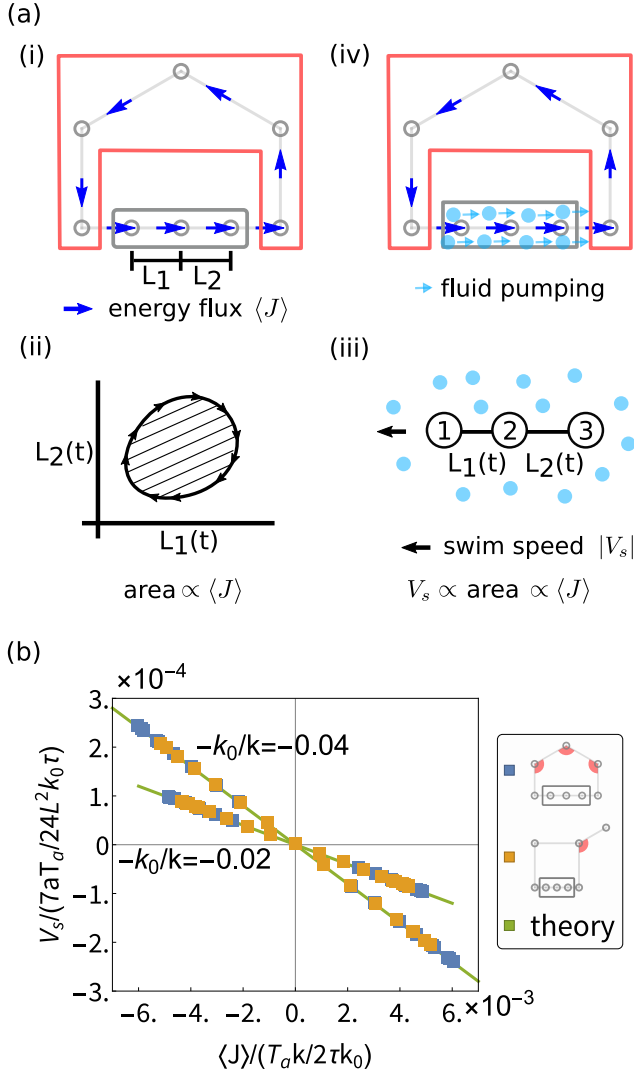 (a)
(i)
(iv)
L1 L2
energy flux ⟨J⟩
fluid pumping
(ii)
(iii)
L2(t)
L1(t)
area ∝ ⟨J⟩
1 2 3
L1(t) L2(t)
swim speed |Vs|
Vs ∝ area ∝ ⟨J⟩
(b)
×10⁻⁴
3.
2.
1.
0
−1.
−2.
−3.
−k0/k=−0.04
−k0/k=−0.02
Vs/(7aTa/24L²k0τ)
−6. −4. −2. 0. 2. 4. 6. ×10⁻³
⟨J⟩/(Tak/2τk0)
theory